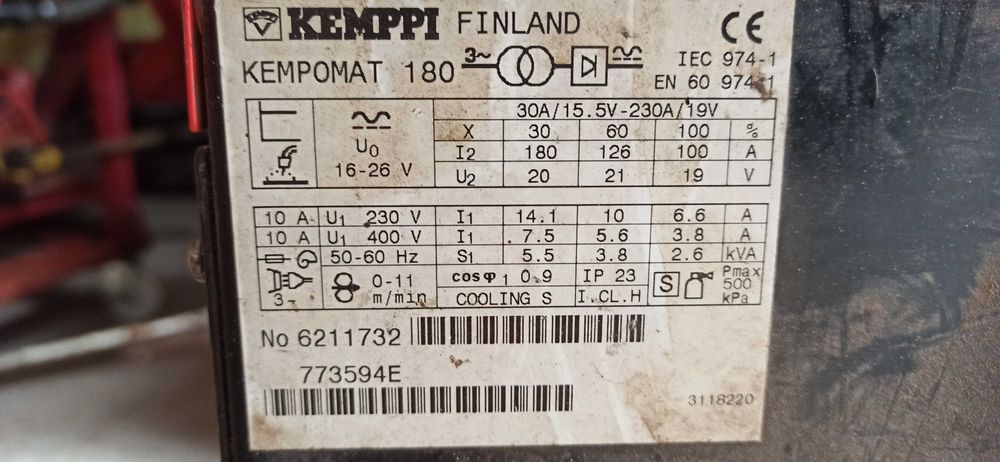 KEMPPI FINLAND CE
KEMPOMAT 180 3~ IEC 974-1
EN 60 974-1
30A/15.5V-230A/19V
X 30 60 100 %
U0 I2 180 126 100 A
16-26 V U2 20 21 19 V
10 A U1 230 V I1 14.1 10 6.6 A
10 A U1 400 V I1 7.5 5.6 3.8 A
50-60 Hz S1 5.5 3.8 2.6 kVA
3~ 0-11 m/min cosφ1 0.9 IP 23 S Pmax 500 kPa
COOLING S I.CL.H
No 6211732
773594E
3118220